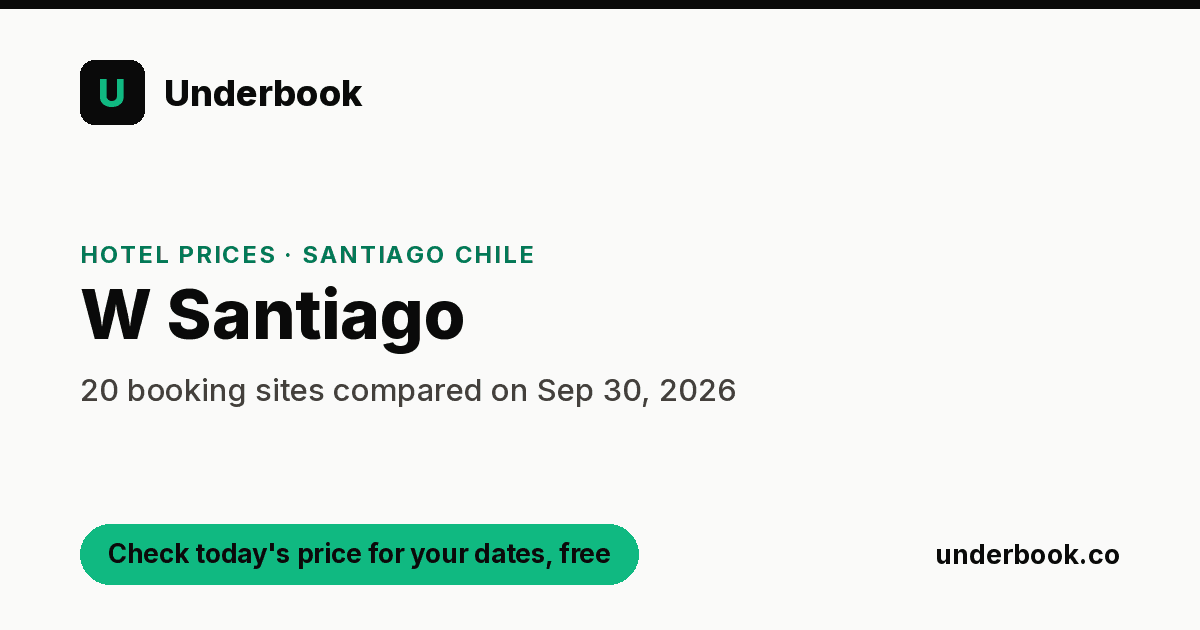 U Underbook
HOTEL PRICES · SANTIAGO CHILE
W Santiago
20 booking sites compared on Sep 30, 2026
Check today's price for your dates, free
underbook.co